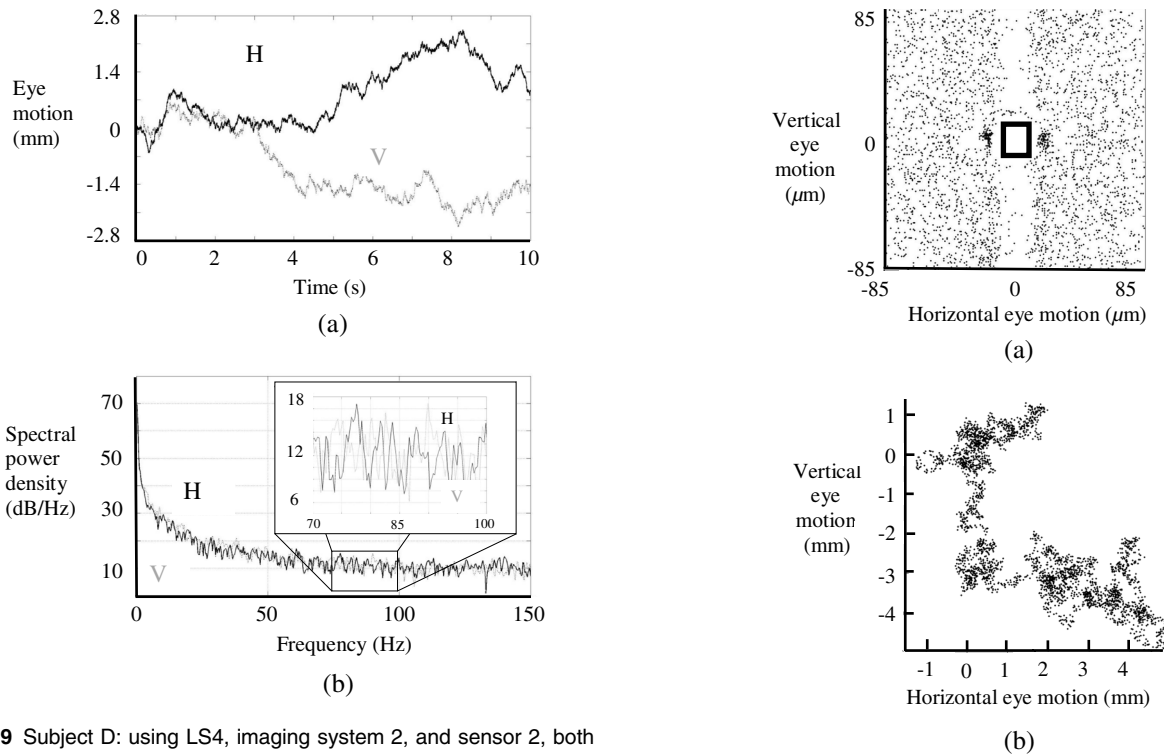 2.8
1.4
0
-1.4
-2.8
Eye
motion
(mm)
H
V
0 2 4 6 8 10
Time (s)
(a)
70
50
30
10
Spectral
power
density
(dB/Hz)
H
V
18
12
6
H
V
70 85 100
0 50 100 150
Frequency (Hz)
(b)
9 Subject D: using LS4, imaging system 2, and sensor 2, both
85
0
-85
Vertical
eye
motion
(μm)
-85 0 85
Horizontal eye motion (μm)
(a)
1
0
-1
-2
-3
-4
Vertical
eye
motion
(mm)
-1 0 1 2 3 4
Horizontal eye motion (mm)
(b)